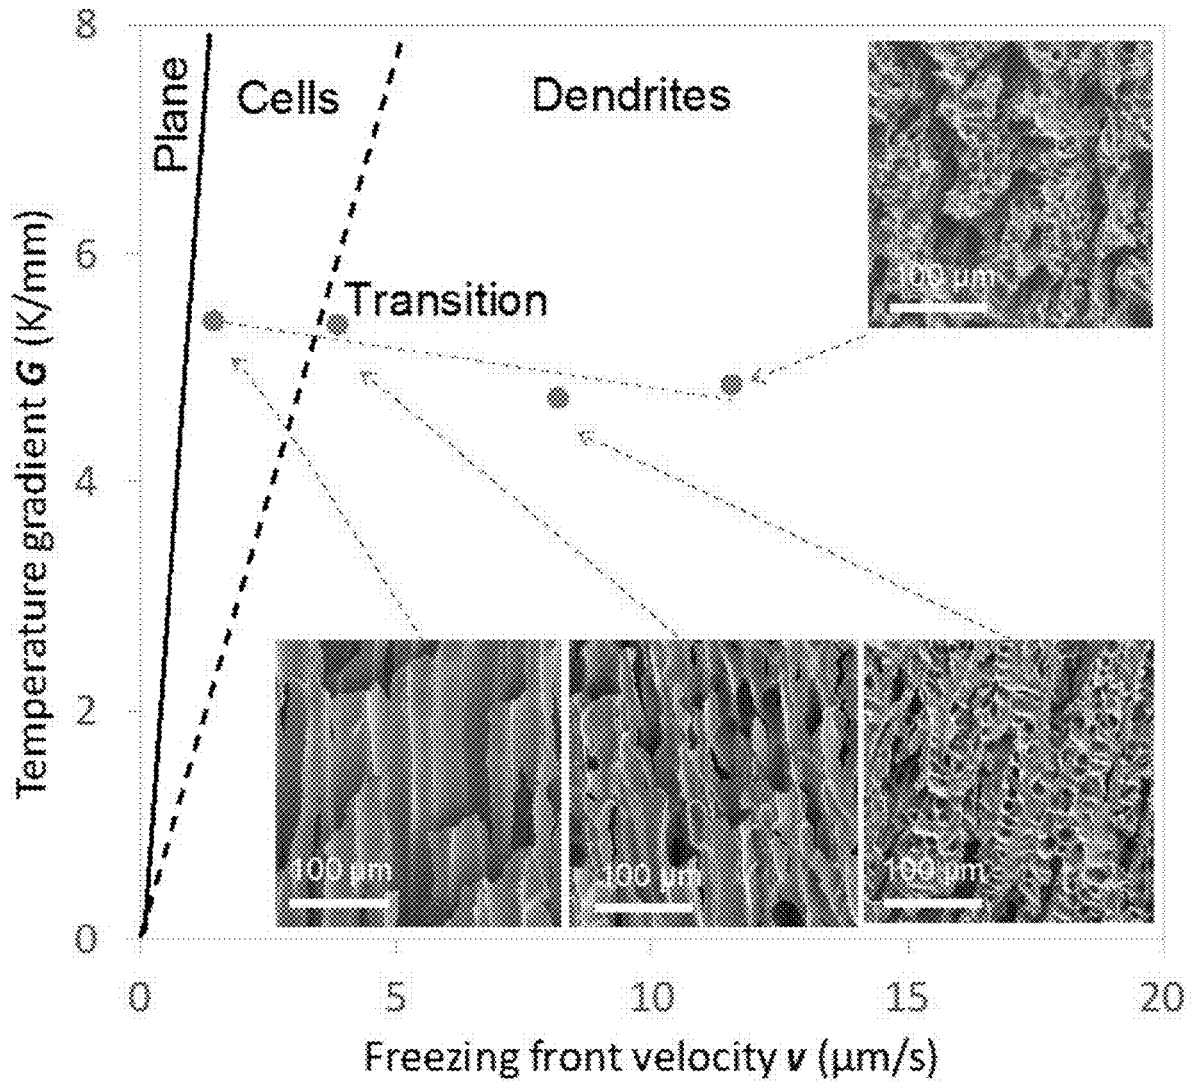 8
Plane
Cells
Dendrites
6
Transition
100 µm
4
2
100 µm
100 µm
100 µm
0
0
5
10
15
20
Temperature gradient G (K/mm)
Freezing front velocity v (µm/s)